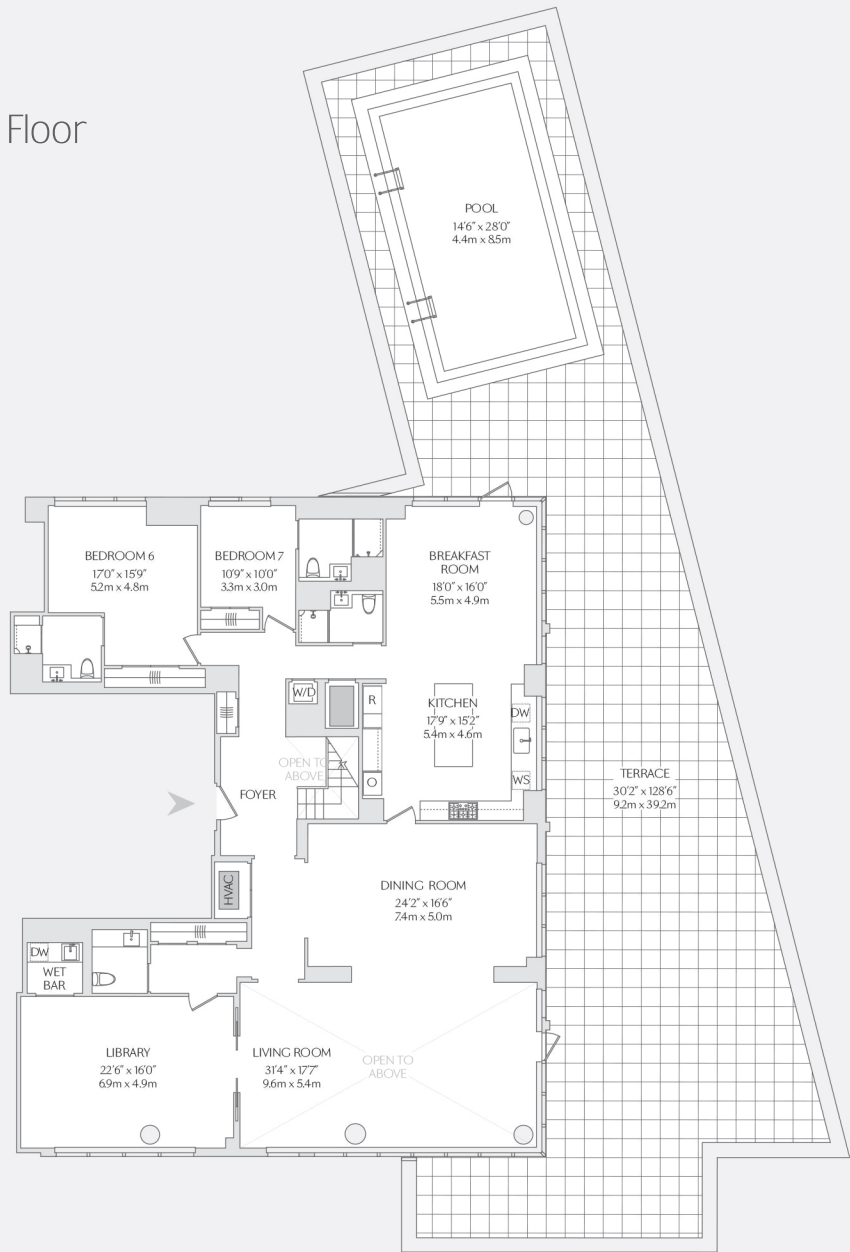 Floor
POOL
14'6" x 28'0"
4.4m x 8.5m
BEDROOM 6
17'0" x 15'9"
5.2m x 4.8m
BEDROOM 7
10'9" x 10'0"
3.3m x 3.0m
BREAKFAST
ROOM
18'0" x 16'0"
5.5m x 4.9m
W/D
R
KITCHEN
17'9" x 15'2"
5.4m x 4.6m
DW
OPEN TO
ABOVE
O
WS
FOYER
TERRACE
30'2" x 128'6"
9.2m x 39.2m
HVAC
DINING ROOM
24'2" x 16'6"
7.4m x 5.0m
DW
WET
BAR
LIBRARY
22'6" x 16'0"
6.9m x 4.9m
LIVING ROOM
31'4" x 17'7"
9.6m x 5.4m
OPEN TO
ABOVE